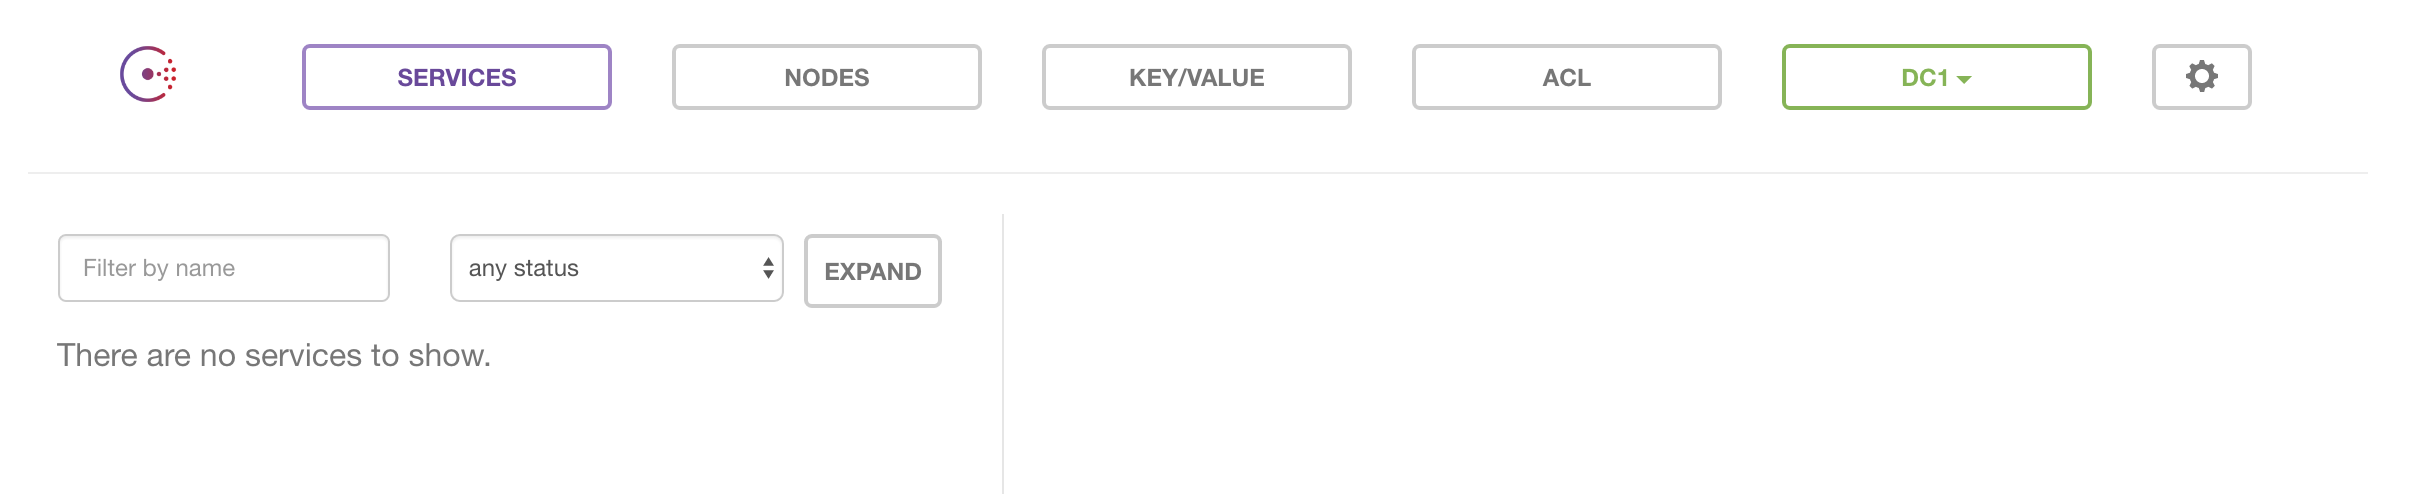 SERVICES NODES KEY/VALUE ACL DC1
Filter by name any status EXPAND
There are no services to show.